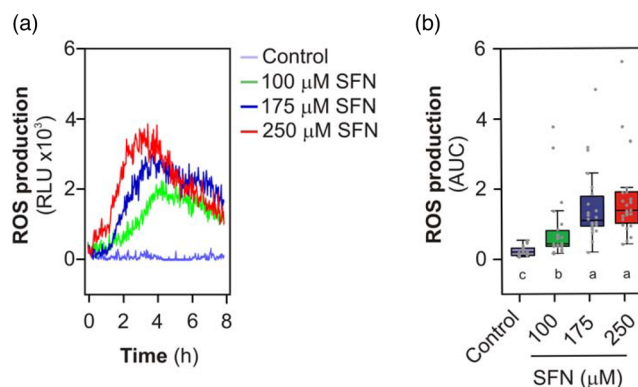 (a)
ROS production
(RLU x10³)
6
4
2
0
0 2 4 6 8
Time (h)
Control
100 µM SFN
175 µM SFN
250 µM SFN
(b)
ROS production
(AUC)
6
4
2
0
c b a a
Control 100 175 250
SFN (µM)